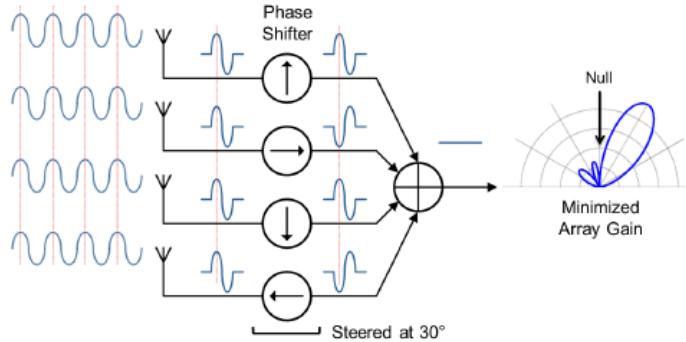 Phase
Shifter
Null
Minimized
Array Gain
Steered at 30°